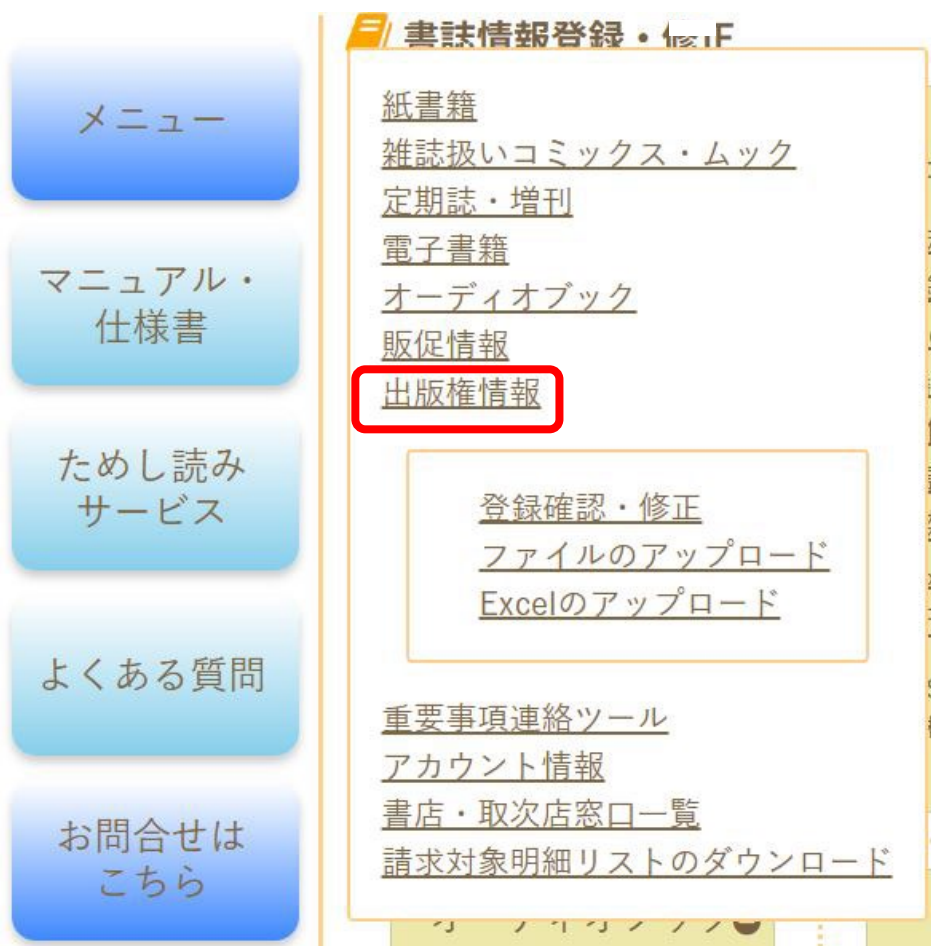 書誌情報登録・修正
メニュー
マニュアル・
仕様書
ためし読み
サービス
よくある質問
お問合せは
こちら
紙書籍
雑誌扱いコミックス・ムック
定期誌・増刊
電子書籍
オーディオブック
販促情報
出版権情報
登録確認・修正
ファイルのアップロード
Excelのアップロード
重要事項連絡ツール
アカウント情報
書店・取次店窓口一覧
請求対象明細リストのダウンロード